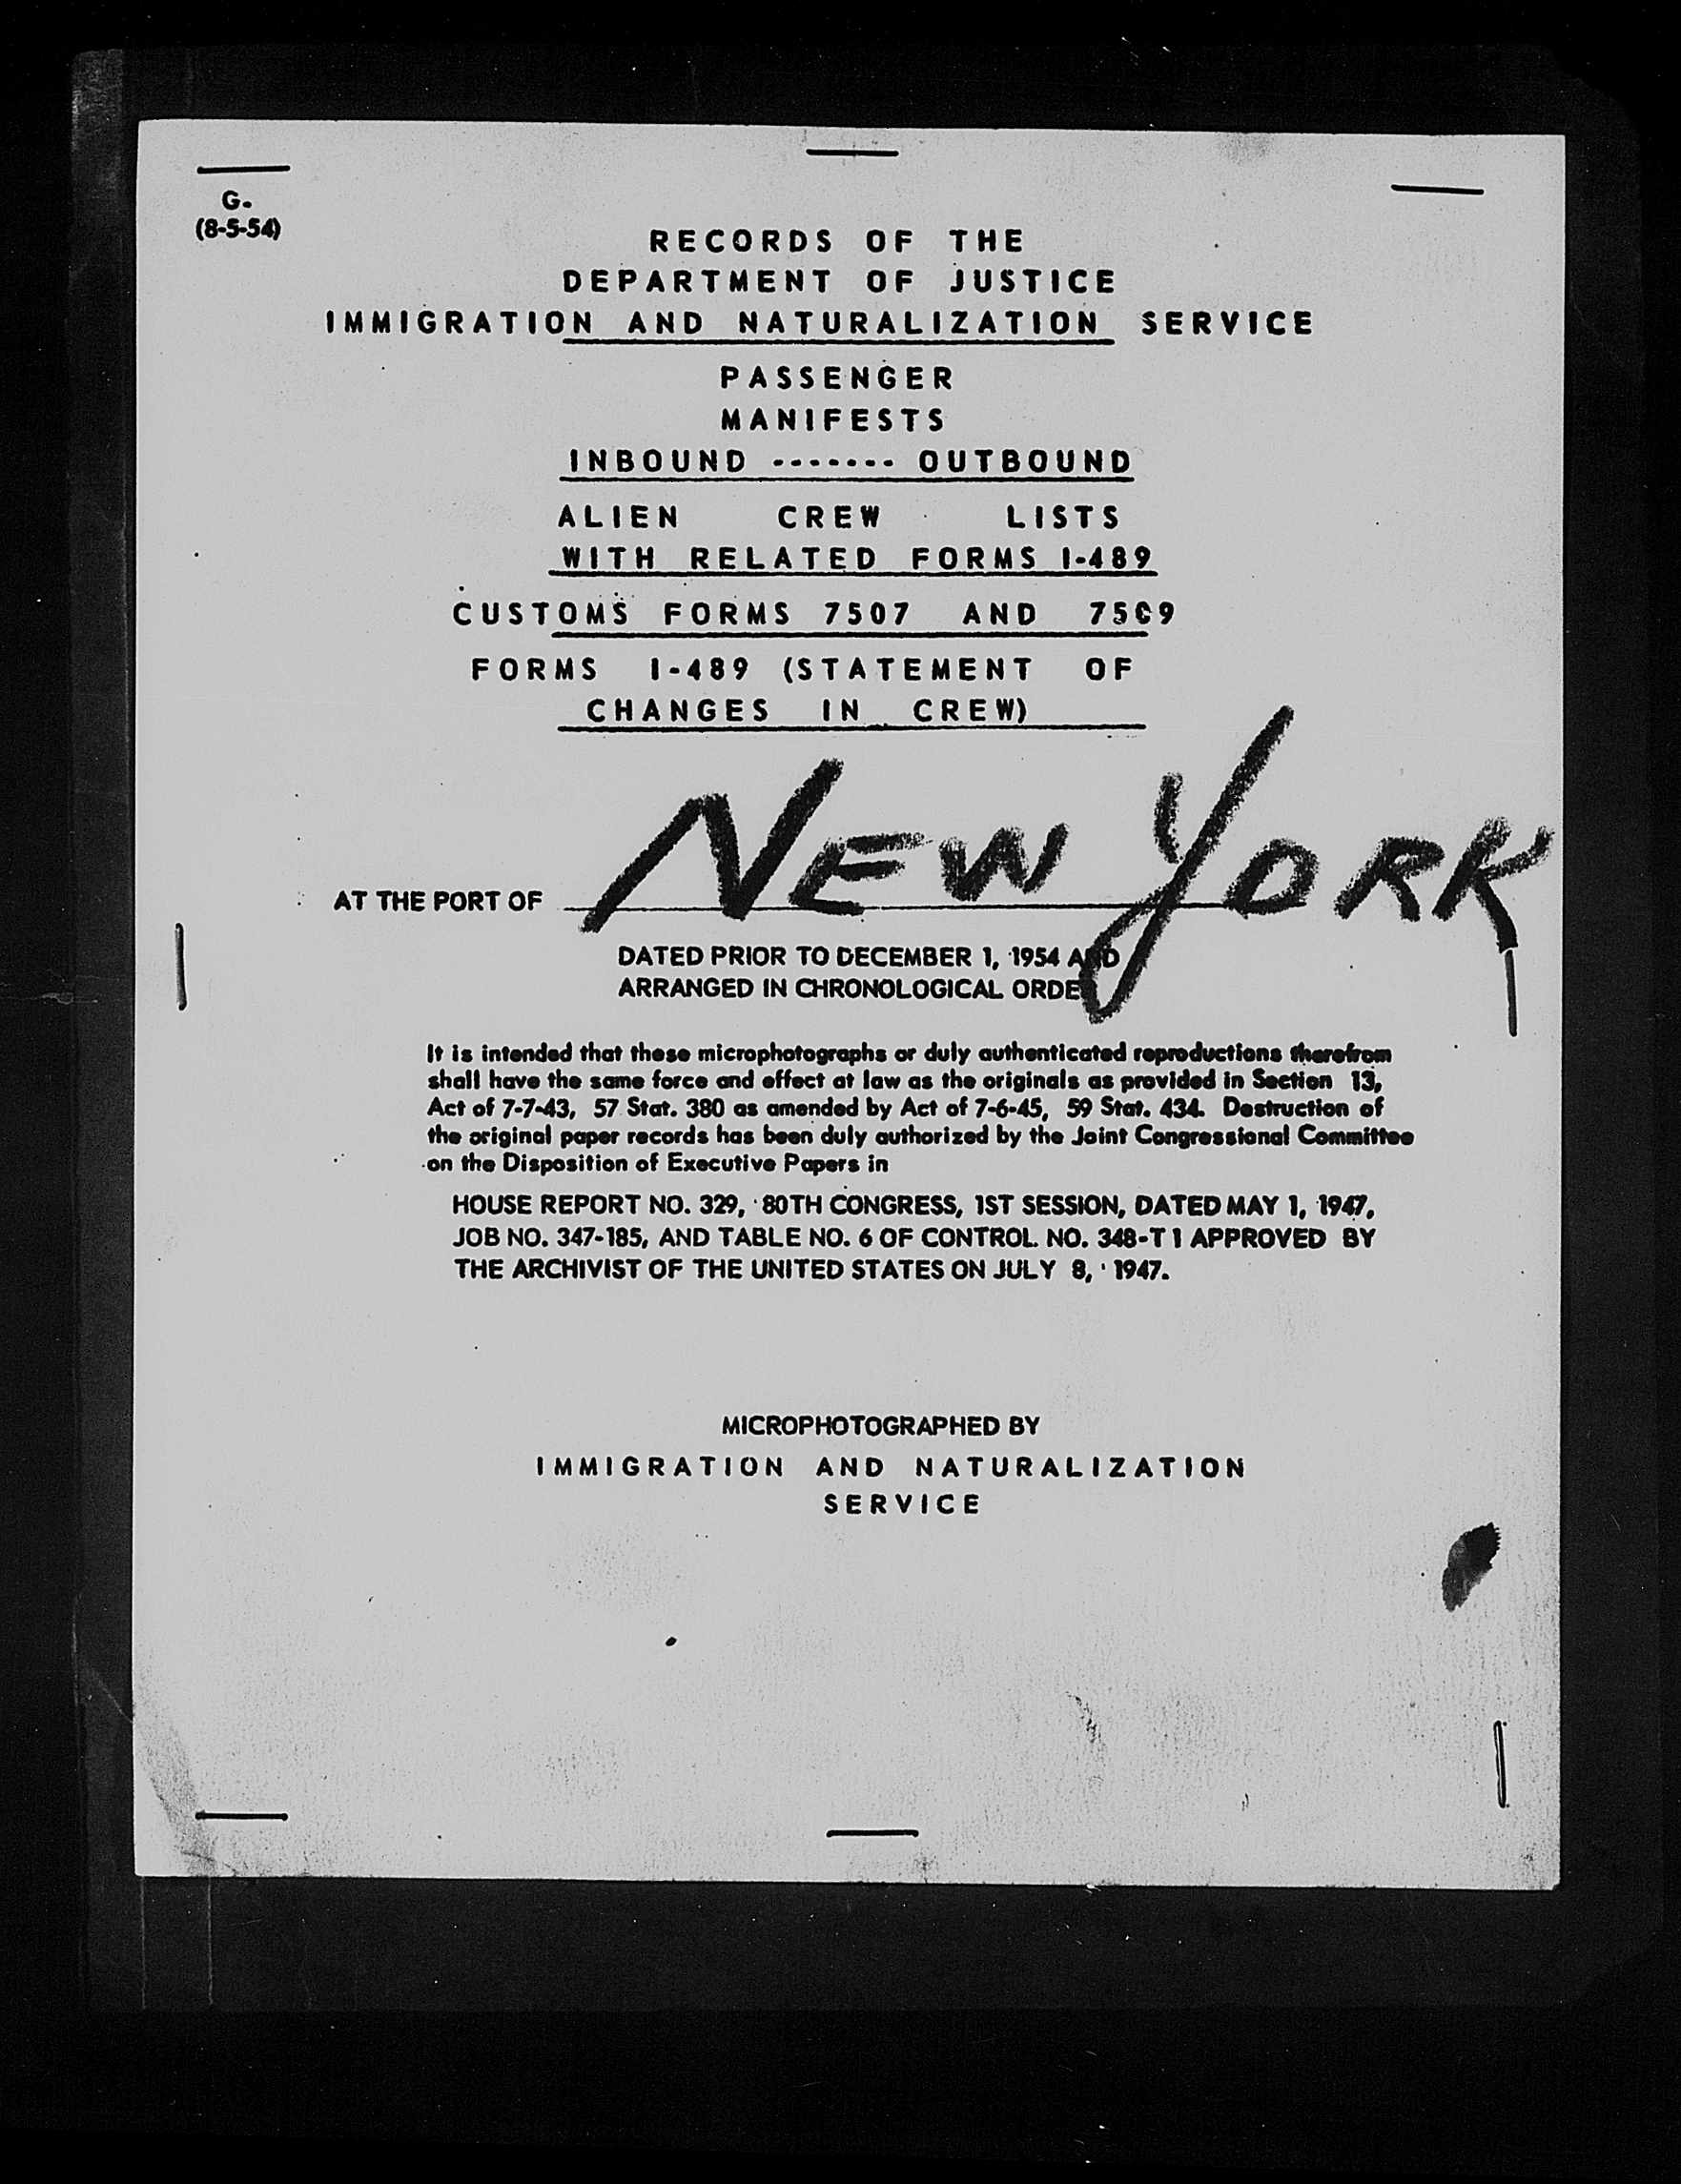 G.
(8-5-54)
RECORDS OF THE
DEPARTMENT OF JUSTICE
IMMIGRATION AND NATURALIZATION SERVICE
PASSENGER
MANIFESTS
INBOUND ------- OUTBOUND
ALIEN CREW LISTS
WITH RELATED FORMS I-489
CUSTOMS FORMS 7507 AND 7509
FORMS I-489 (STATEMENT OF
CHANGES IN CREW)
AT THE PORT OF NEW YORK
DATED PRIOR TO DECEMBER 1, 1954 AND
ARRANGED IN CHRONOLOGICAL ORDER
It is intended that these microphotographs or duly authenticated reproductions therefrom
shall have the same force and effect at law as the originals as provided in Section 13,
Act of 7-7-43, 57 Stat. 380 as amended by Act of 7-6-45, 59 Stat. 434. Destruction of
the original paper records has been duly authorized by the Joint Congressional Committee
on the Disposition of Executive Papers in
HOUSE REPORT NO. 329, 80TH CONGRESS, 1ST SESSION, DATED MAY 1, 1947,
JOB NO. 347-185, AND TABLE NO. 6 OF CONTROL NO. 348-T 1 APPROVED BY
THE ARCHIVIST OF THE UNITED STATES ON JULY 8, 1947.
MICROPHOTOGRAPHED BY
IMMIGRATION AND NATURALIZATION
SERVICE